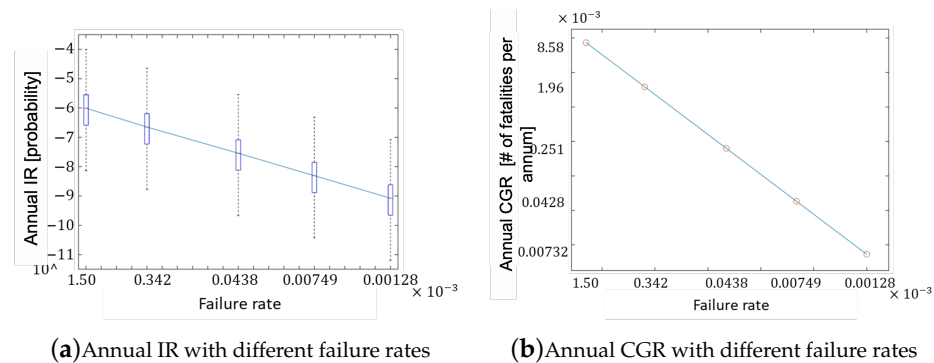 Annual IR [probability]
−4
−5
−6
−7
−8
−9
−10
−11
10^
1.50 0.342 0.0438 0.00749 0.00128
× 10⁻³
Failure rate
(a)Annual IR with different failure rates
× 10⁻³
Annual CGR [# of fatalities per
annum]
8.58
1.96
0.251
0.0428
0.00732
1.50 0.342 0.0438 0.00749 0.00128
× 10⁻³
Failure rate
(b)Annual CGR with different failure rates